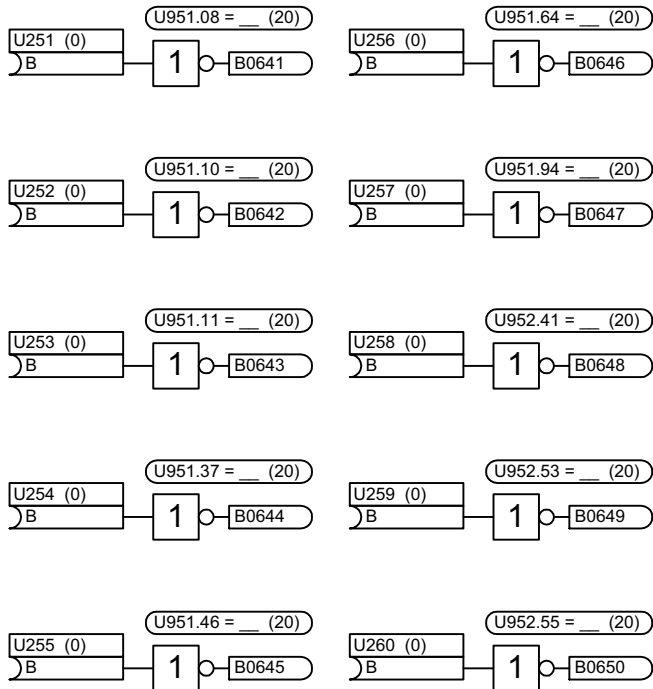 U951.08 = __ (20)
U251 (0)
B
1
B0641
U951.64 = __ (20)
U256 (0)
B
1
B0646
U951.10 = __ (20)
U252 (0)
B
1
B0642
U951.94 = __ (20)
U257 (0)
B
1
B0647
U951.11 = __ (20)
U253 (0)
B
1
B0643
U952.41 = __ (20)
U258 (0)
B
1
B0648
U951.37 = __ (20)
U254 (0)
B
1
B0644
U952.53 = __ (20)
U259 (0)
B
1
B0649
U951.46 = __ (20)
U255 (0)
B
1
B0645
U952.55 = __ (20)
U260 (0)
B
1
B0650